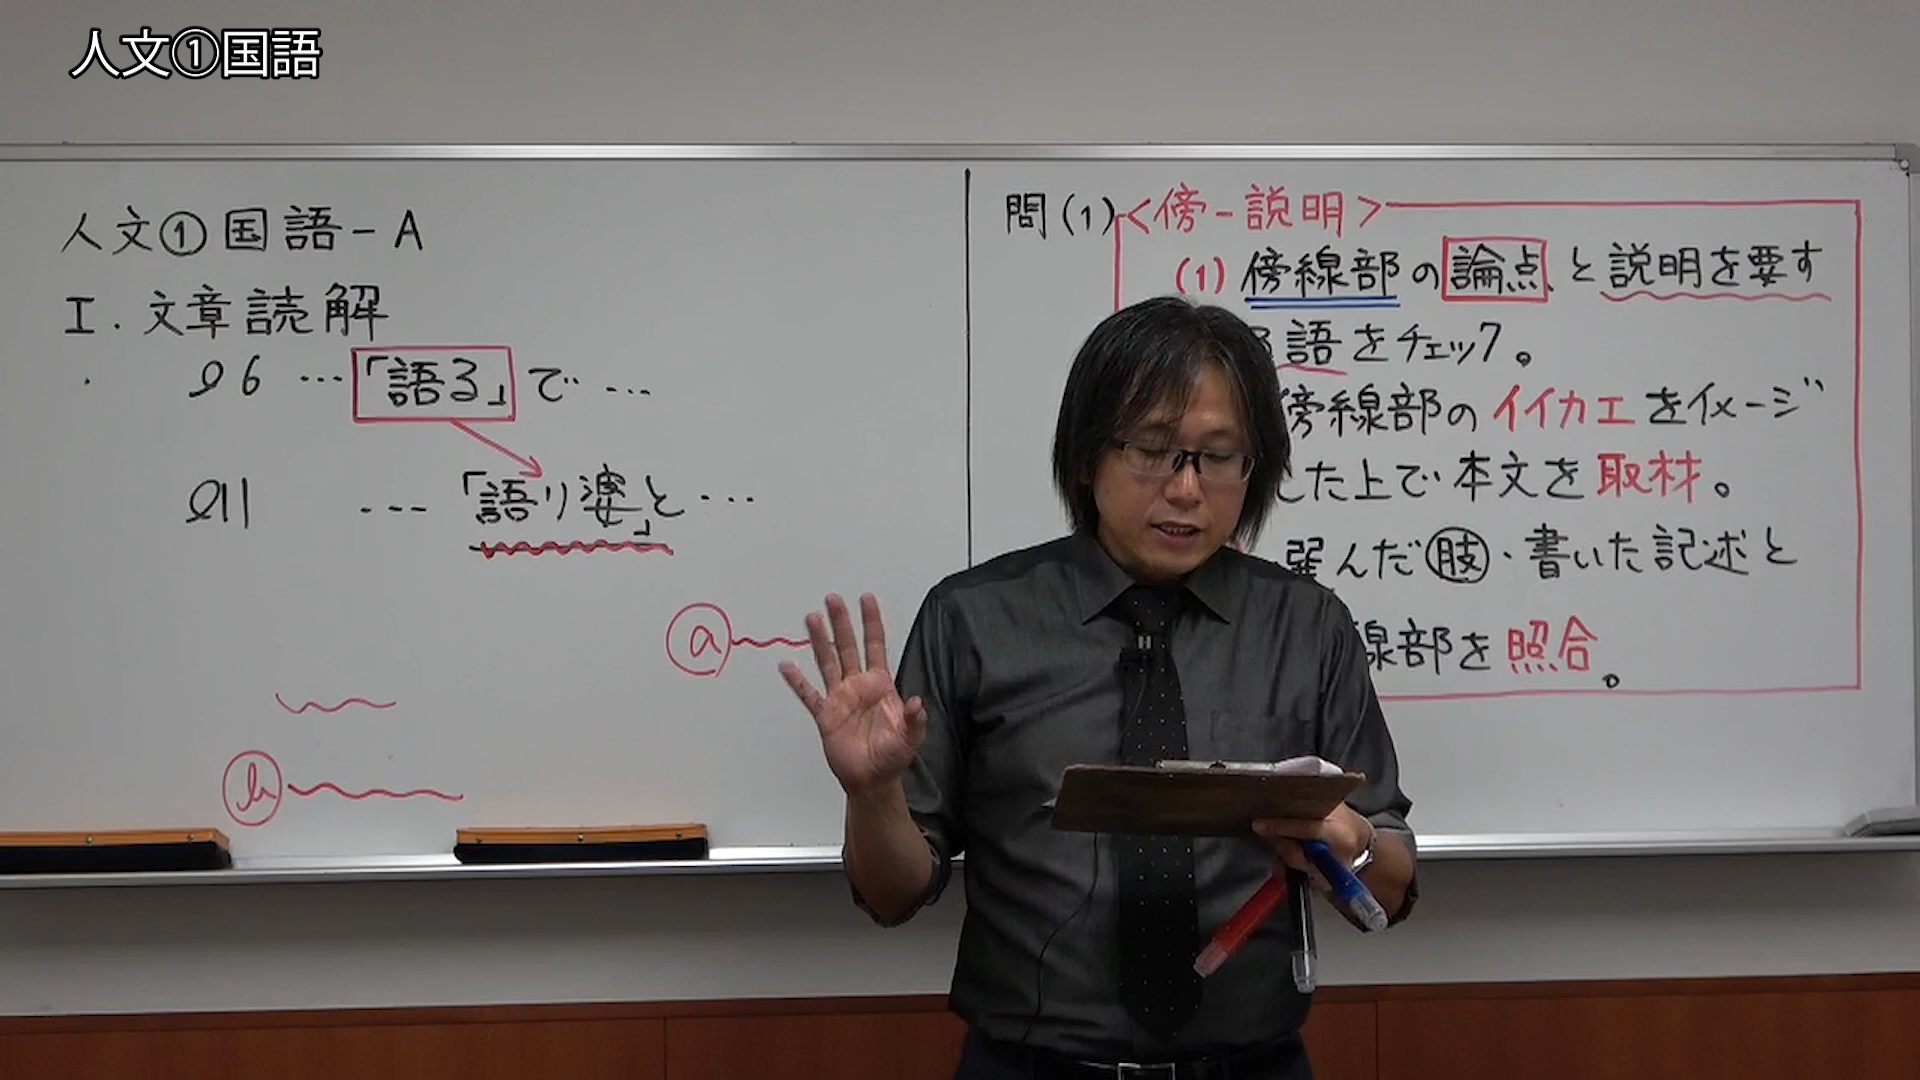 人文①国語
人文①国語-A
I.文章読解
ℓ6 …「語る」で…
ℓ11 …「語り姿」と…
ⓐ
ⓑ
問(1)<傍-説明>
(1)傍線部の論点と説明を要す
語をチェック。
傍線部のイイカエをイメージ
した上で本文を取材。
選んだ肢・書いた記述と
線部を照合。